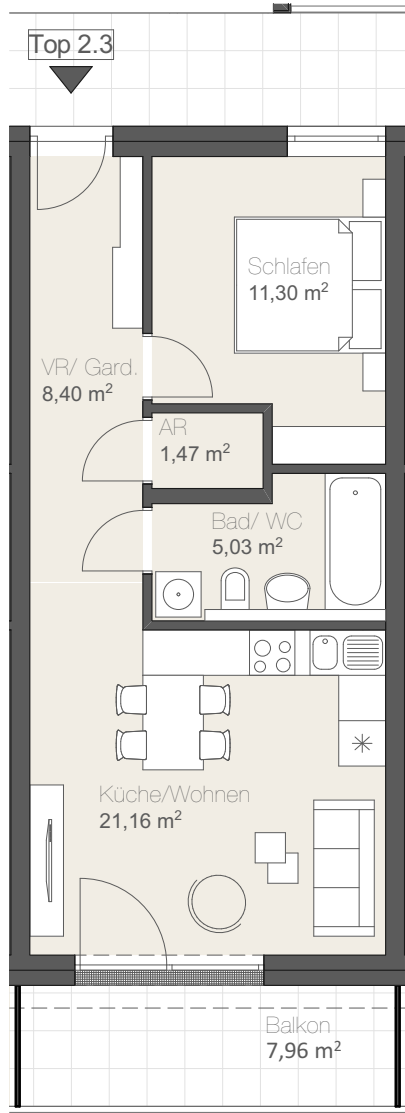 Top 2.3
Schlafen
11,30 m²
VR/ Gard.
8,40 m²
AR
1,47 m²
Bad/ WC
5,03 m²
Küche/Wohnen
21,16 m²
Balkon
7,96 m²